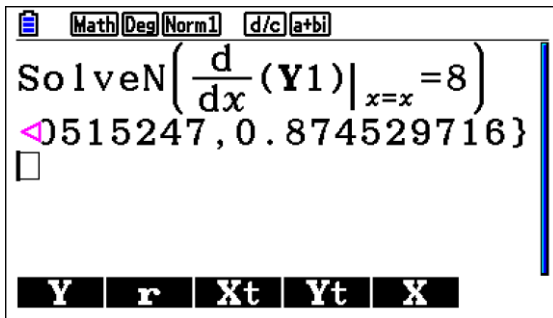 Math Deg Norm1 d/c a+bi
SolveN(d/dx(Y1)|x=x=8)
0515247,0.874529716}
Y r Xt Yt X